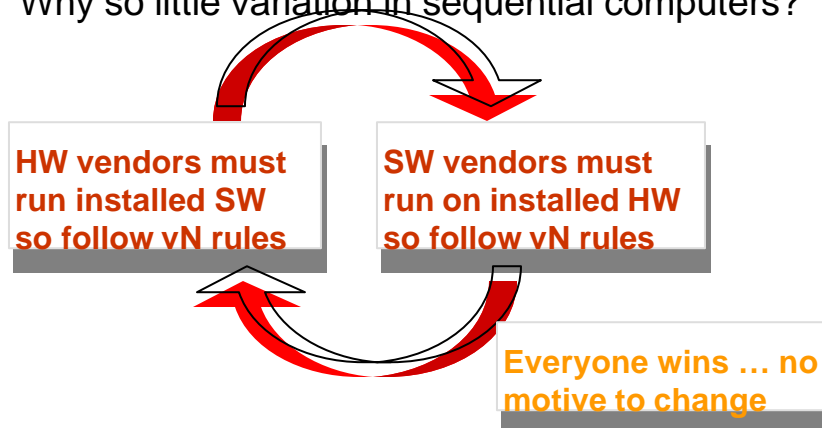 Why so little variation in sequential computers?
HW vendors must
run installed SW
so follow vN rules
SW vendors must
run on installed HW
so follow vN rules
Everyone wins … no
motive to change